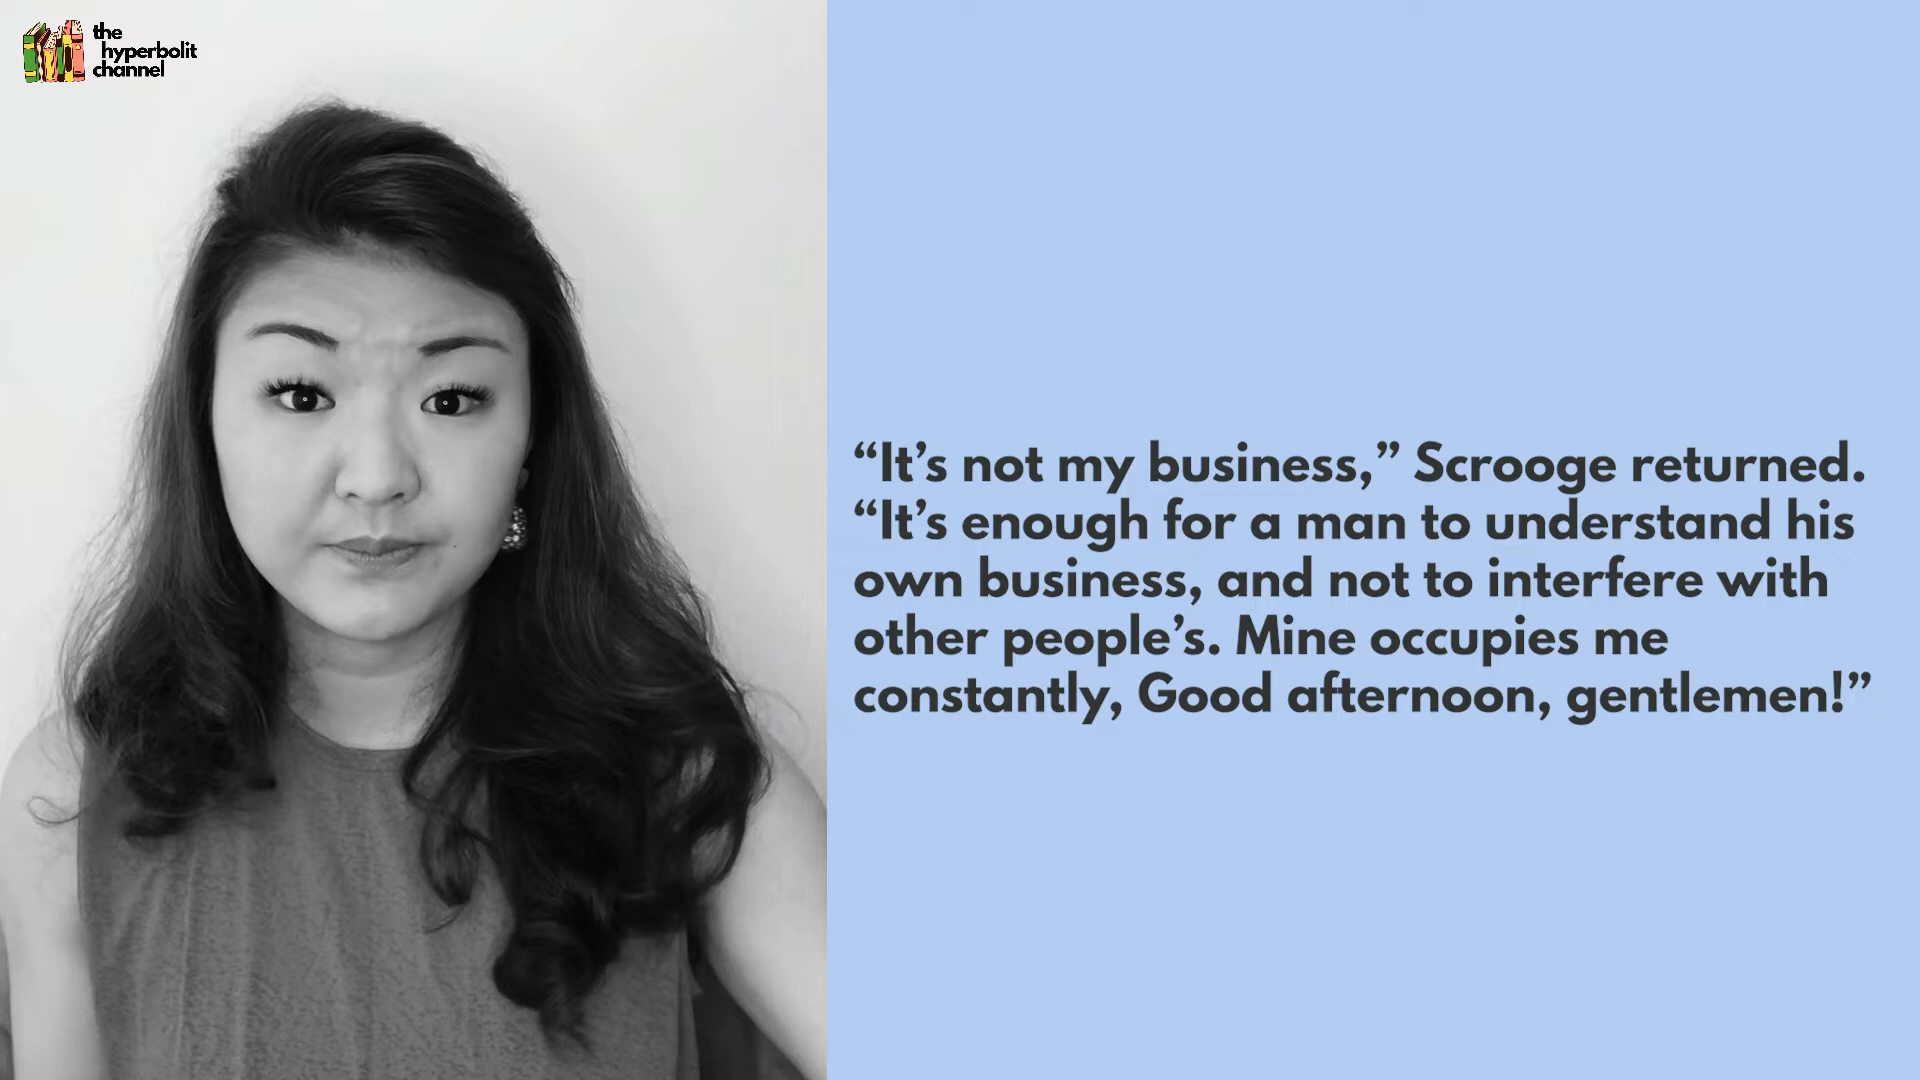 the
hyperbolit
channel
“It’s not my business,” Scrooge returned.
“It’s enough for a man to understand his
own business, and not to interfere with
other people’s. Mine occupies me
constantly, Good afternoon, gentlemen!”